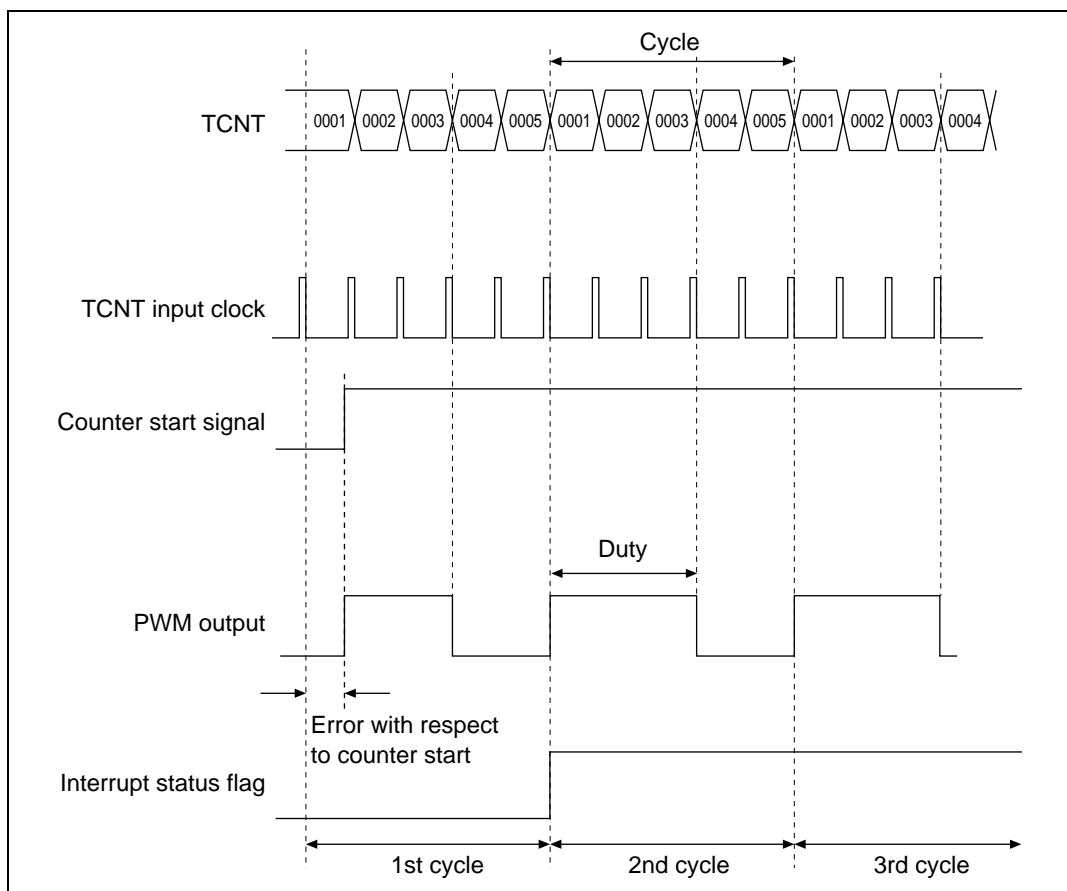 Cycle
TCNT
0001 0002 0003 0004 0005 0001 0002 0003 0004 0005 0001 0002 0003 0004
TCNT input clock
Counter start signal
Duty
PWM output
Error with respect
to counter start
Interrupt status flag
1st cycle 2nd cycle 3rd cycle